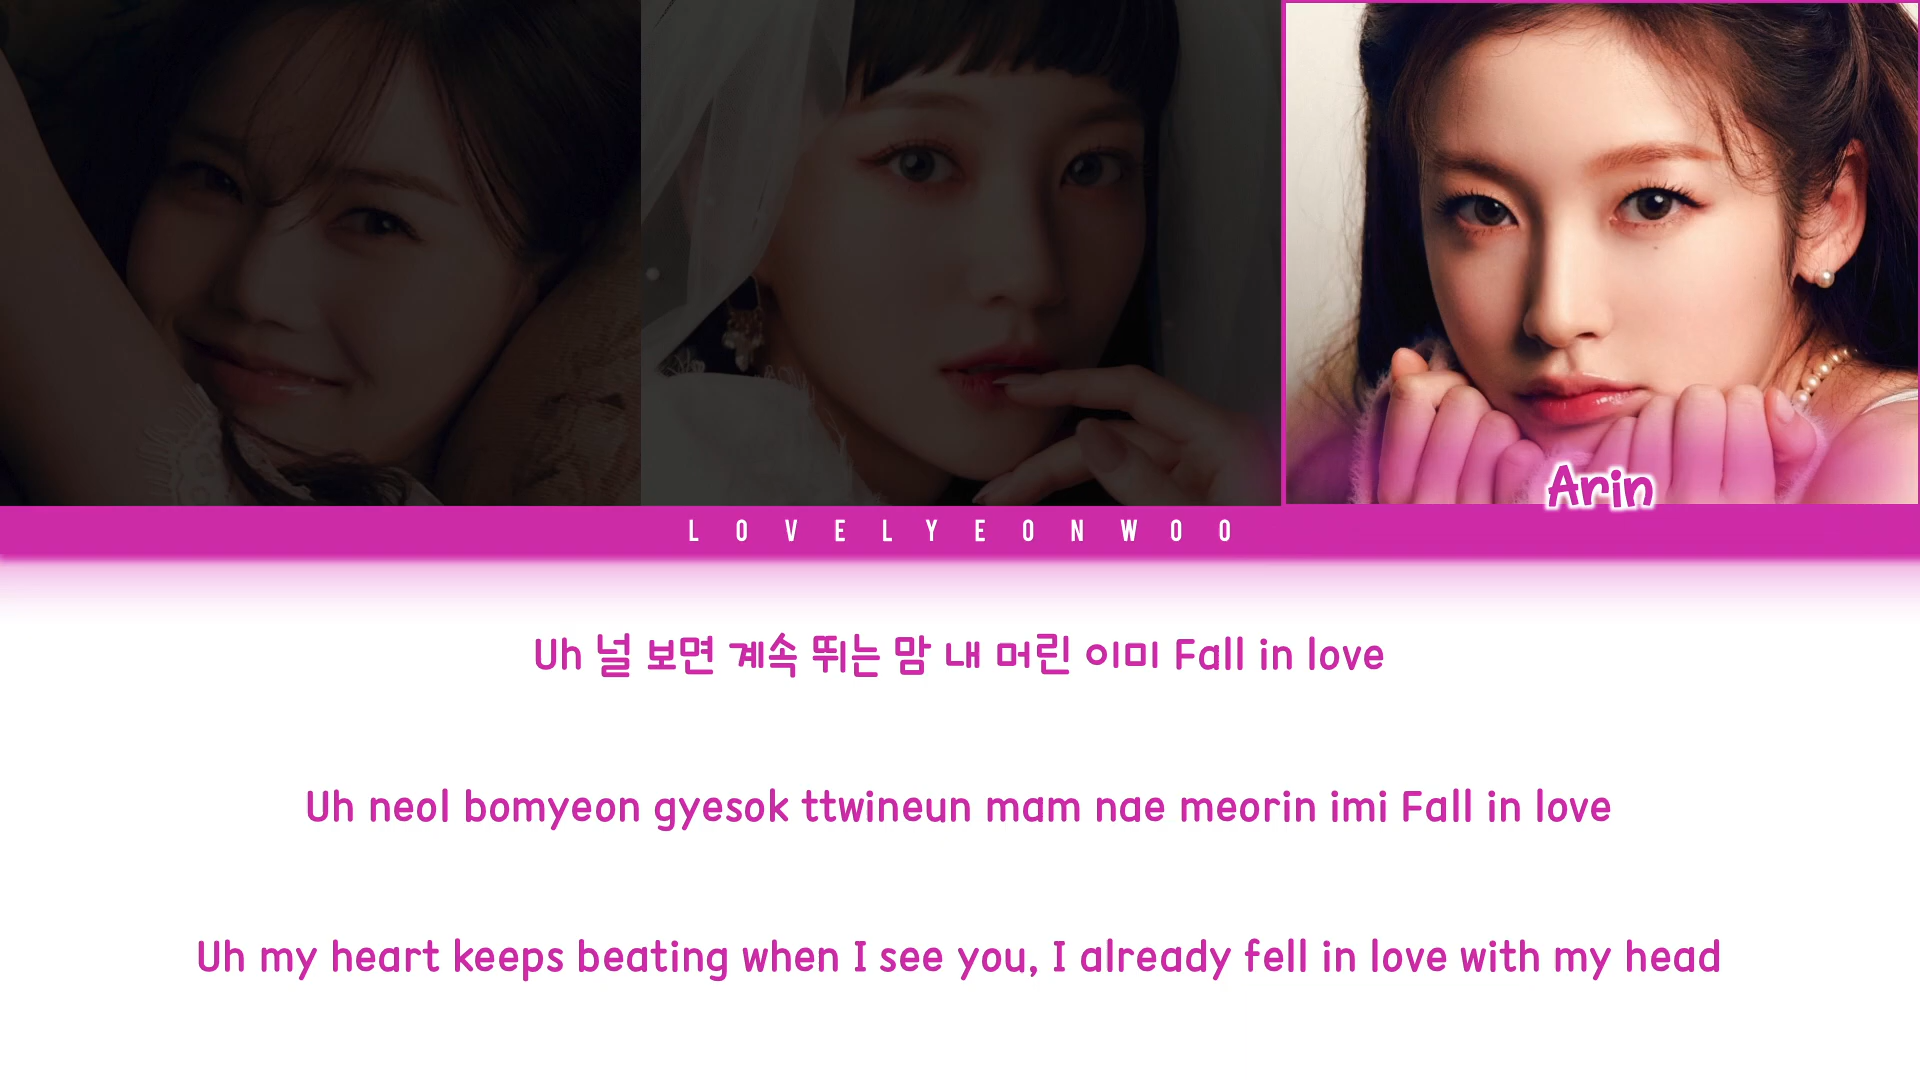 Arin
LOVELYEONWOO
Uh 널 보면 계속 뛰는 맘 내 머린 이미 Fall in love
Uh neol bomyeon gyesok ttwineun mam nae meorin imi Fall in love
Uh my heart keeps beating when I see you, I already fell in love with my head